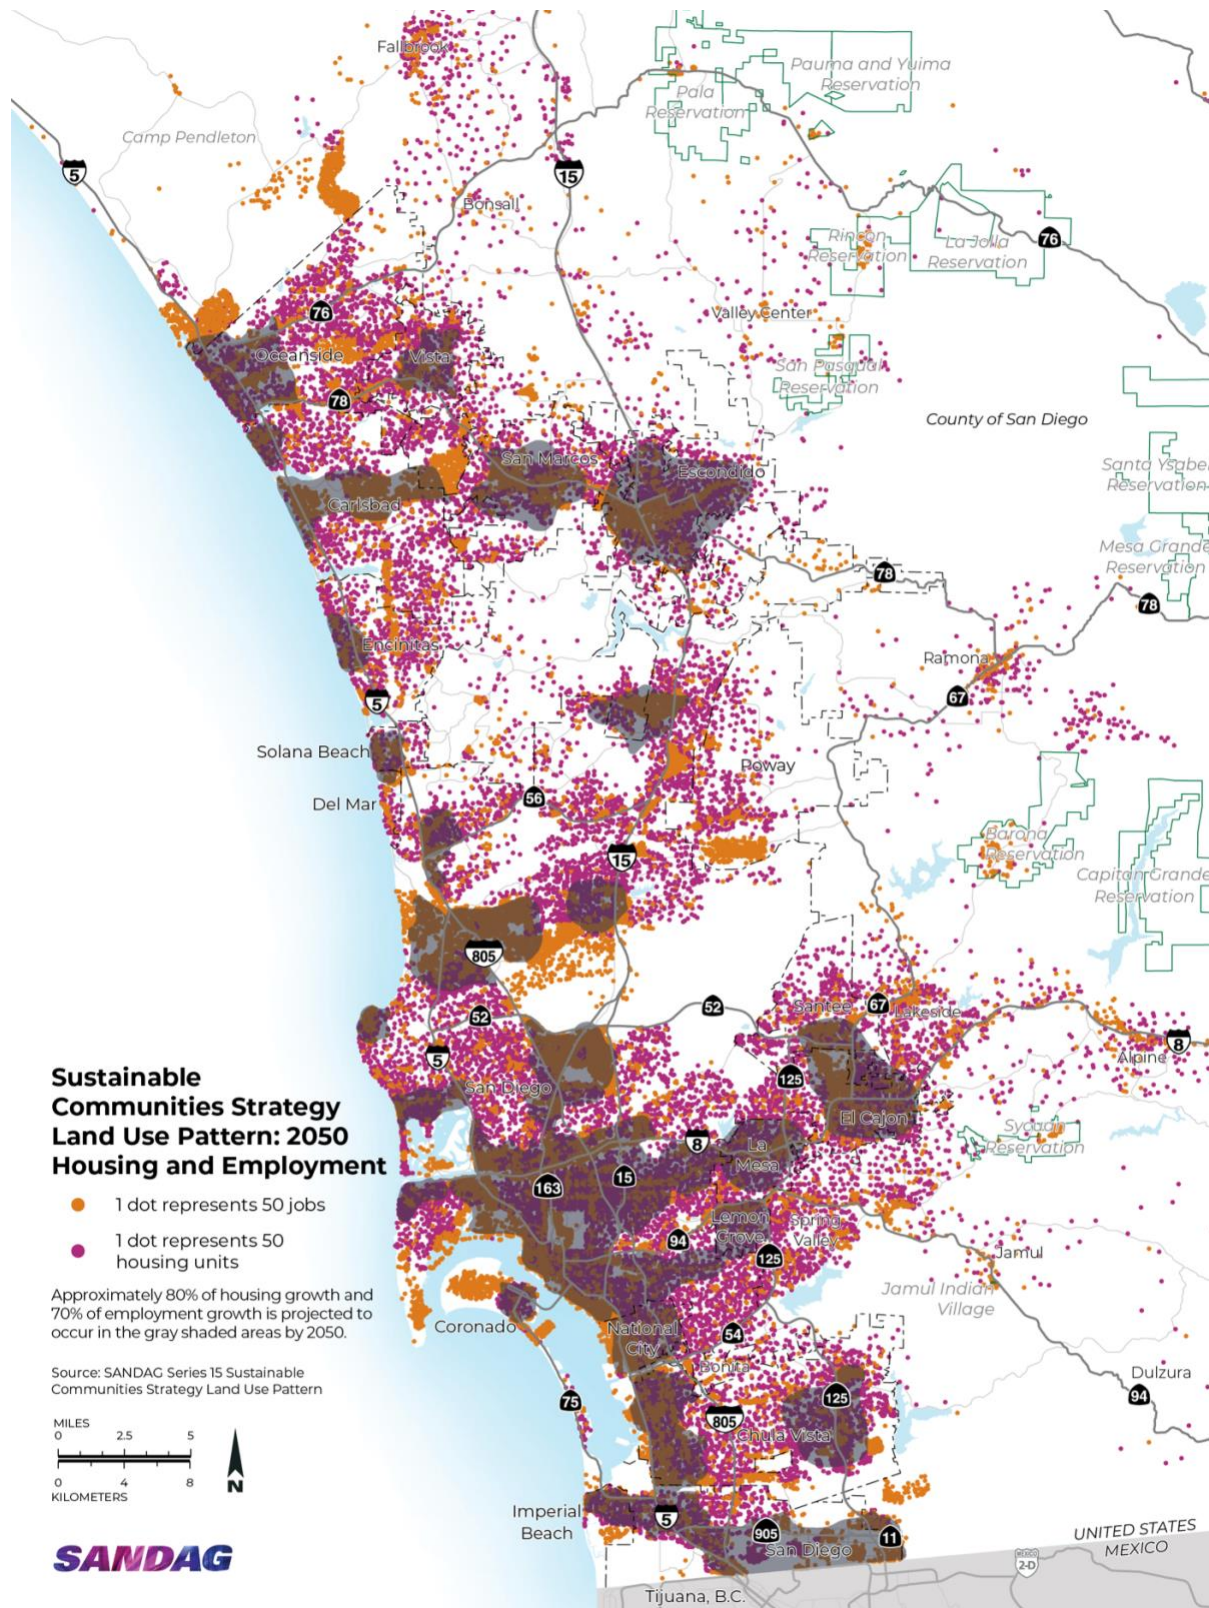 Fallbrook
Pauma and Yuima
Reservation
Pala
Reservation
Camp Pendleton
5
15
Bonsall
Rincon
Reservation
La Jolla
Reservation
76
76
Valley Center
Oceanside
Vista
San Pasqual
Reservation
78
County of San Diego
San Marcos
Escondido
Santa Ysabel
Reservation
Carlsbad
Mesa Grande
Reservation
78
78
Encinitas
Ramona
67
5
Solana Beach
Poway
Del Mar
56
Barona
Reservation
15
Capitan Grande
Reservation
805
52
52
Santee
67
Lakeside
5
8
Alpine
125
San Diego
El Cajon
Sycuan
Reservation
8
La
Mesa
15
163
Lemon
Grove
Spring
Valley
94
125
Jamul
Jamul Indian
Village
Coronado
National
City
54
Bonita
Dulzura
94
75
125
805
Chula Vista
Imperial
Beach
5
905
San Diego
11
UNITED STATES
MEXICO
2-D
Tijuana, B.C.
Sustainable
Communities Strategy
Land Use Pattern: 2050
Housing and Employment
1 dot represents 50 jobs
1 dot represents 50
housing units
Approximately 80% of housing growth and
70% of employment growth is projected to
occur in the gray shaded areas by 2050.
Source: SANDAG Series 15 Sustainable
Communities Strategy Land Use Pattern
MILES
0 2.5 5
0 4 8
KILOMETERS
N
SANDAG